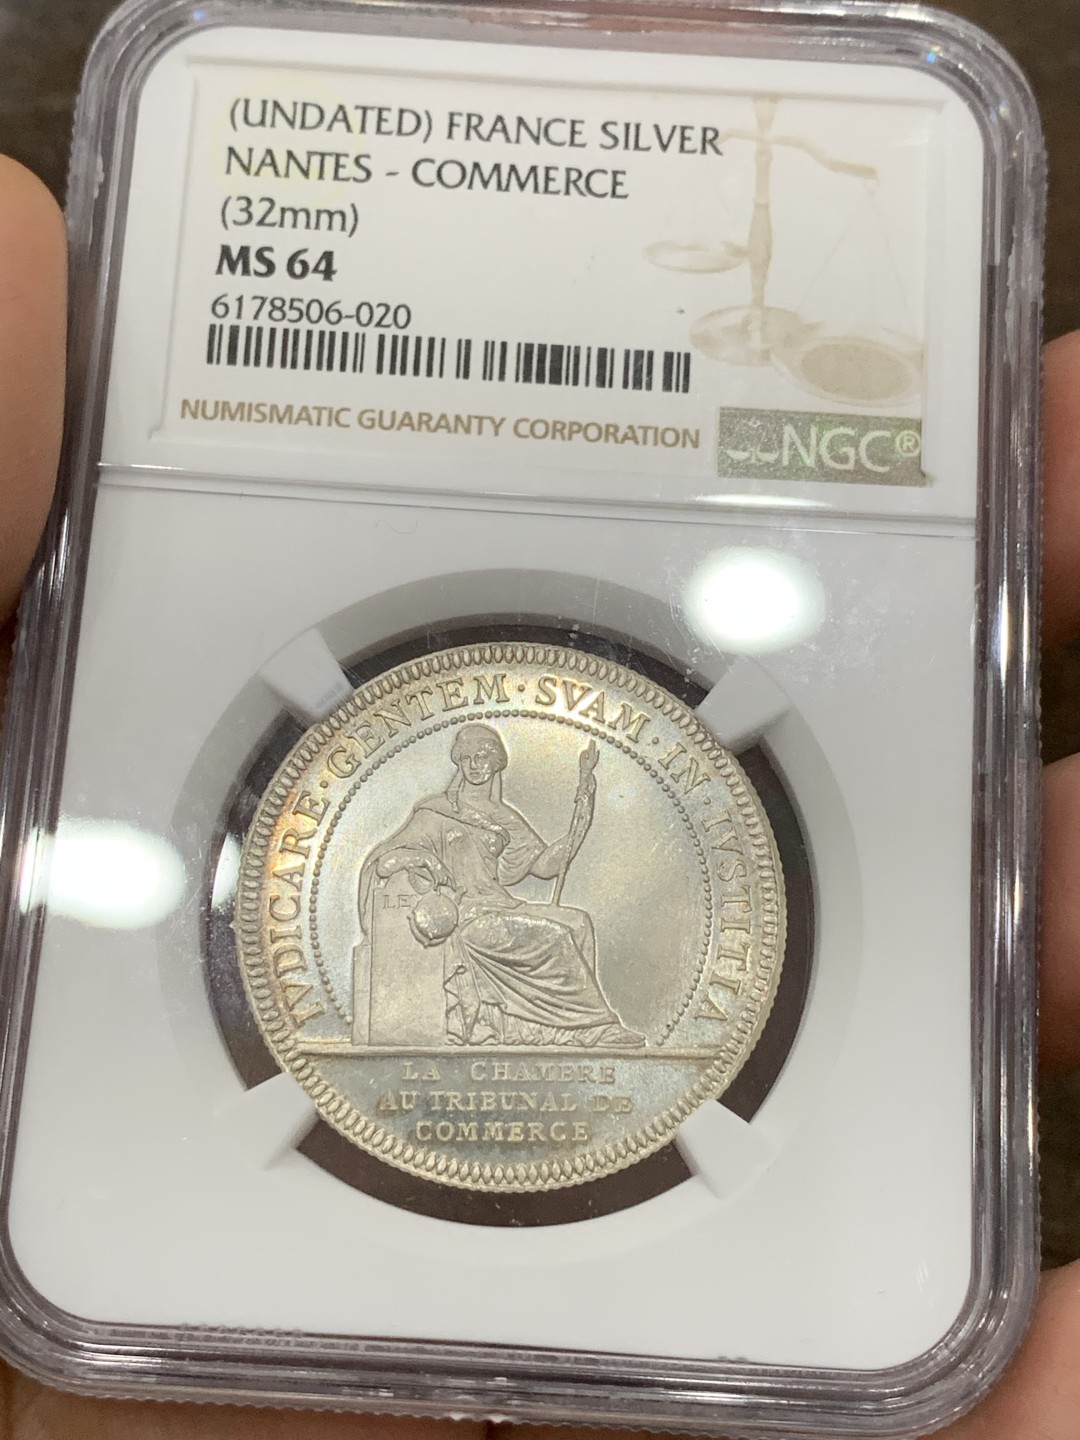 (UNDATED) FRANCE SILVER
NANTES - COMMERCE
(32mm)
MS 64
6178506-020
NUMISMATIC GUARANTY CORPORATION
NGC®
IVDICARE · GENTEM · SVAM · IN · IVSTITIA
LEX
LA CHAMBRE
AU TRIBUNAL DE
COMMERCE